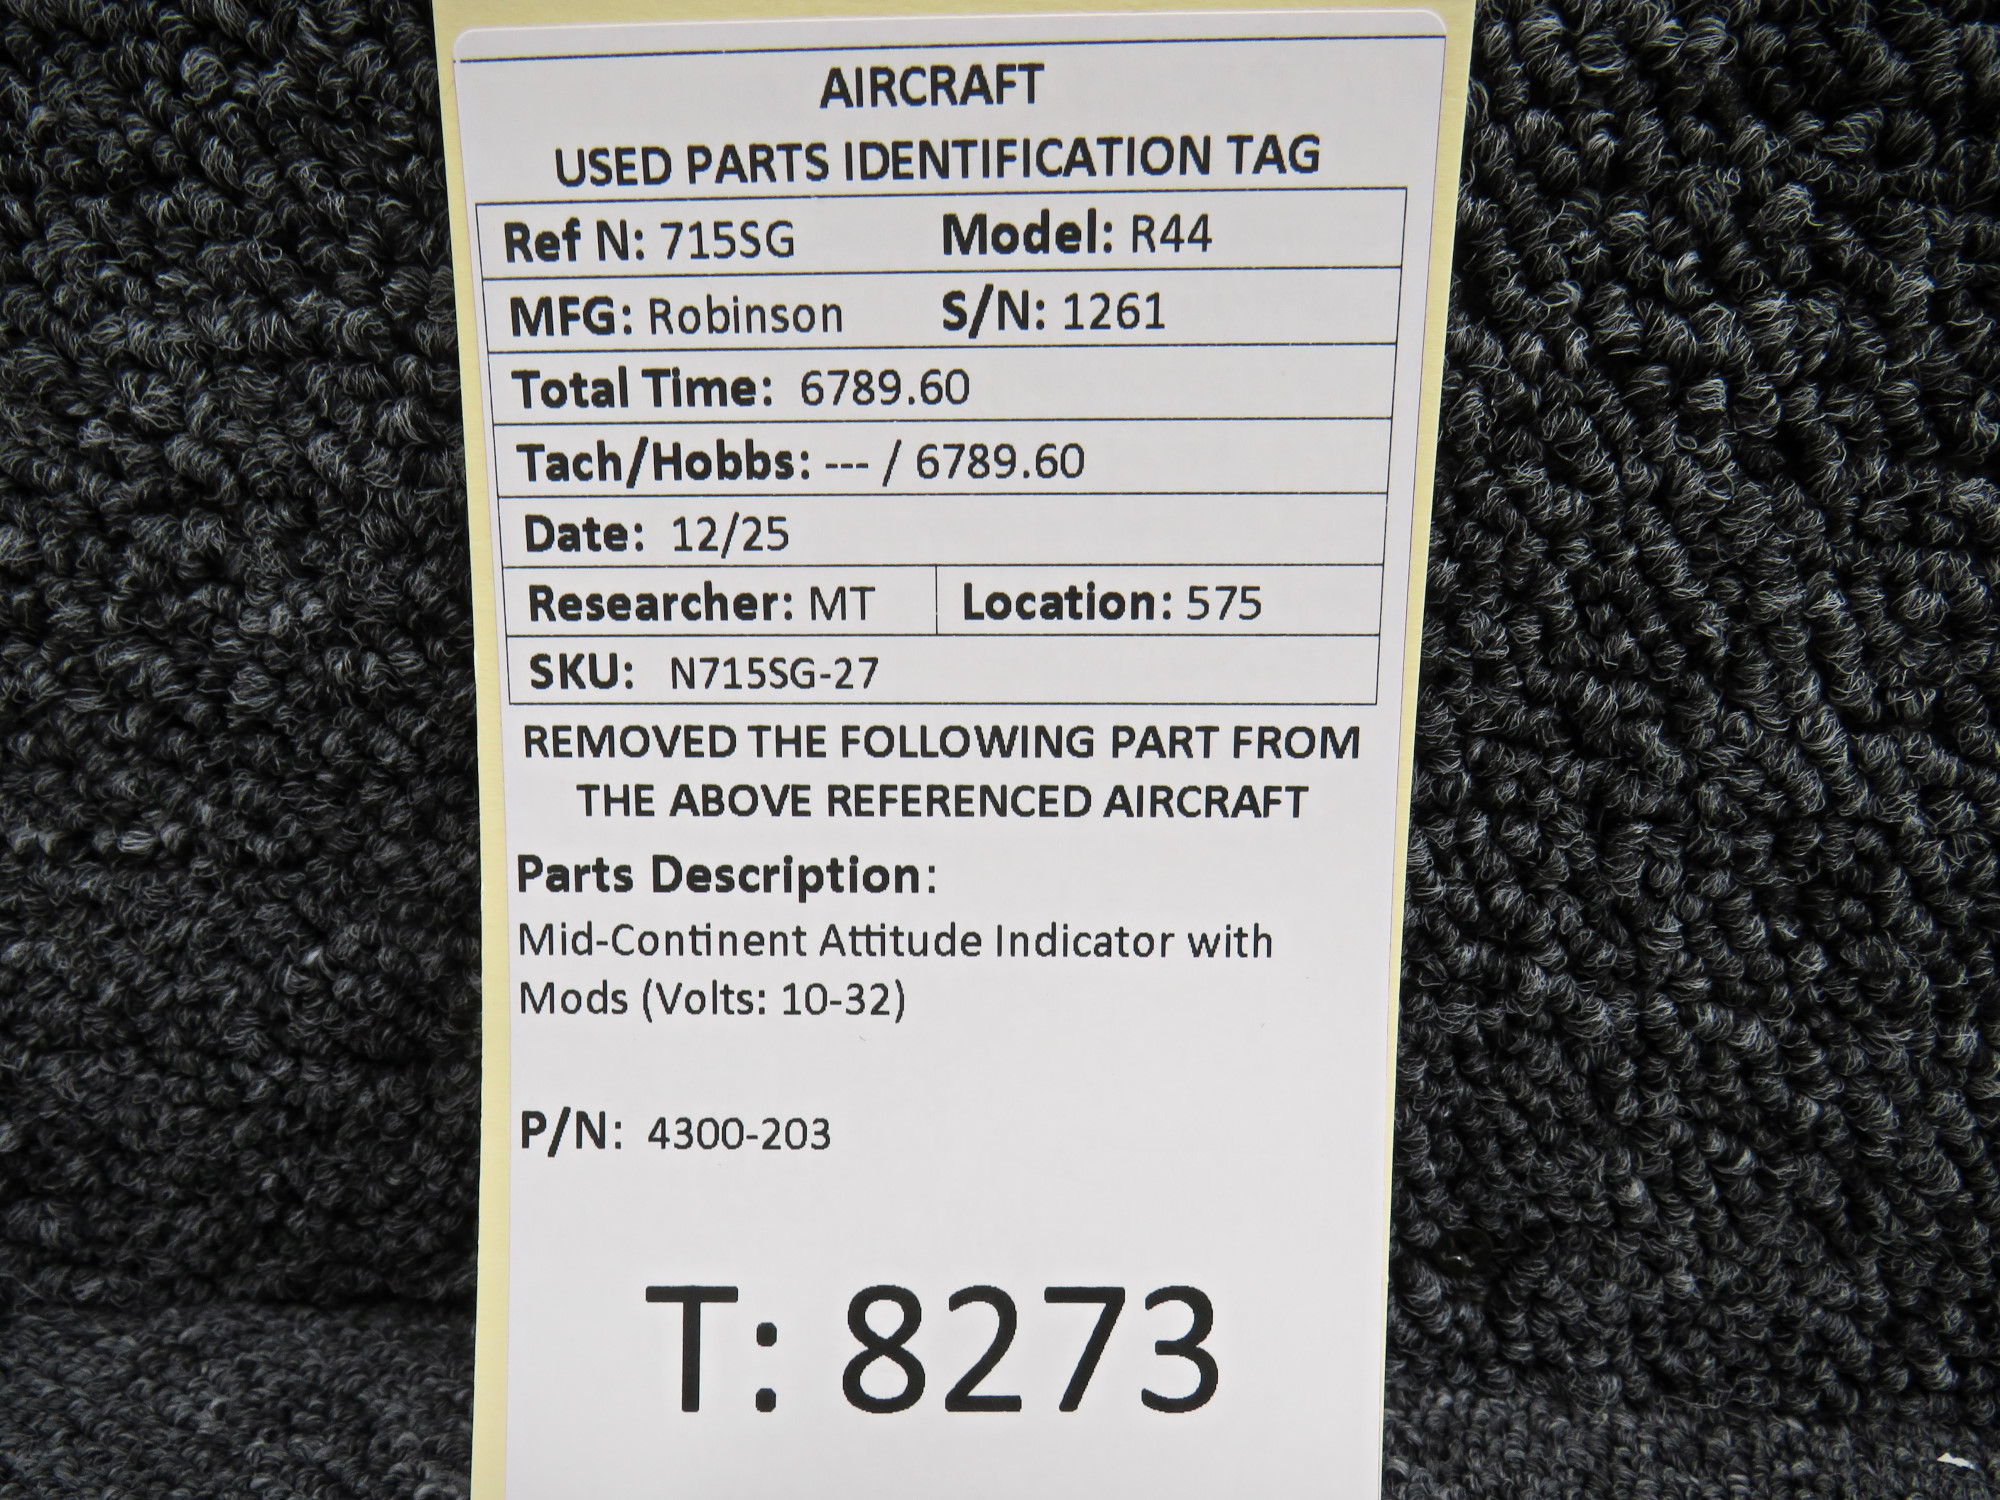 AIRCRAFT
USED PARTS IDENTIFICATION TAG
Ref N: 715SG Model: R44
MFG: Robinson S/N: 1261
Total Time: 6789.60
Tach/Hobbs: --- / 6789.60
Date: 12/25
Researcher: MT Location: 575
SKU: N715SG-27
REMOVED THE FOLLOWING PART FROM
THE ABOVE REFERENCED AIRCRAFT
Parts Description:
Mid-Continent Attitude Indicator with
Mods (Volts: 10-32)
P/N: 4300-203
T: 8273